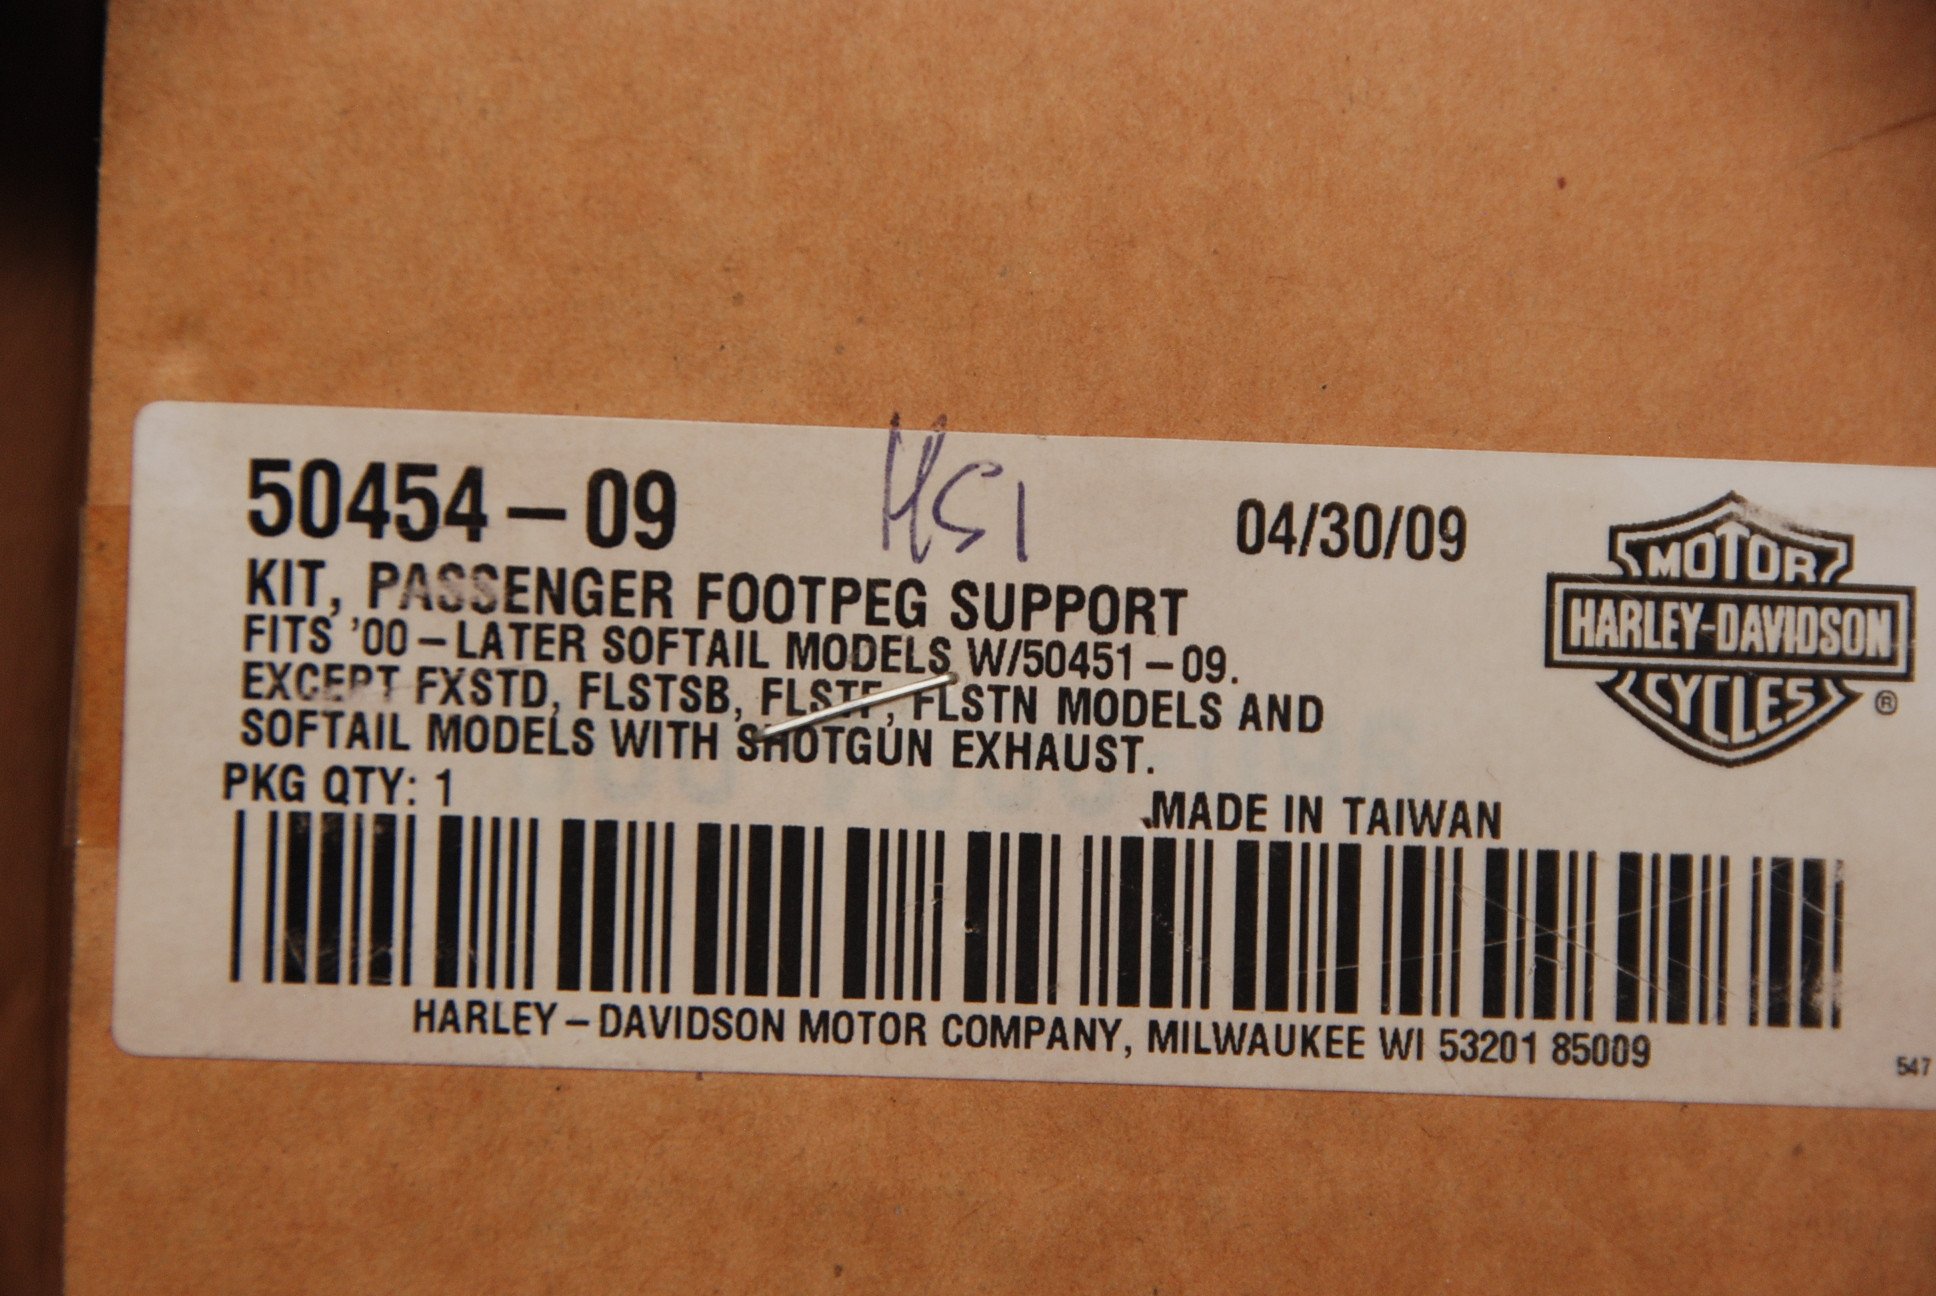 50454-09
HSI
04/30/09
KIT, PASSENGER FOOTPEG SUPPORT
FITS '00-LATER SOFTAIL MODELS W/50451-09.
EXCEPT FXSTD, FLSTSB, FLSTF, FLSTN MODELS AND
SOFTAIL MODELS WITH SHOTGUN EXHAUST.
PKG QTY: 1
MADE IN TAIWAN
MOTOR
HARLEY-DAVIDSON
CYCLES
®
HARLEY-DAVIDSON MOTOR COMPANY, MILWAUKEE WI 53201 85009
547